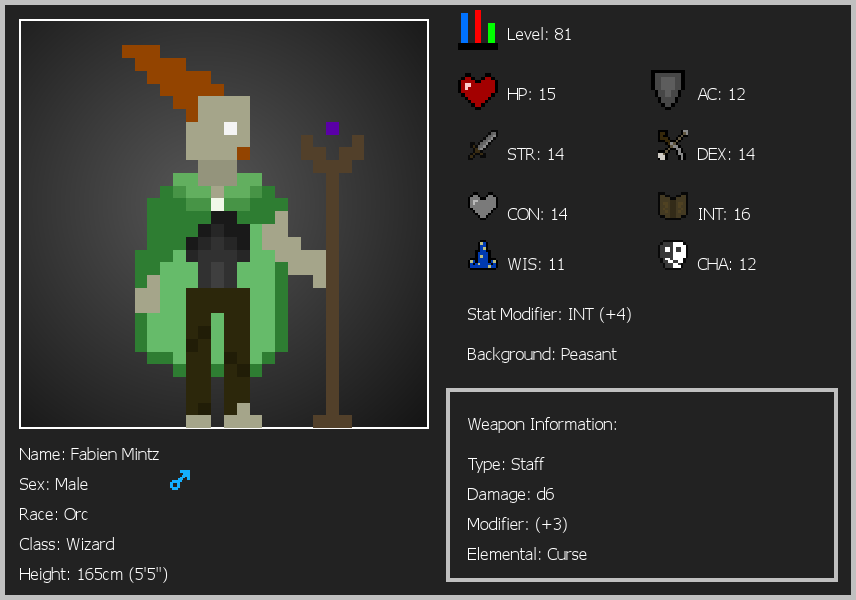 Level: 81
HP: 15
AC: 12
STR: 14
DEX: 14
CON: 14
INT: 16
WIS: 11
CHA: 12
Stat Modifier: INT (+4)
Background: Peasant
Weapon Information:
Type: Staff
Damage: d6
Modifier: (+3)
Elemental: Curse
Name: Fabien Mintz
Sex: Male
Race: Orc
Class: Wizard
Height: 165cm (5'5")